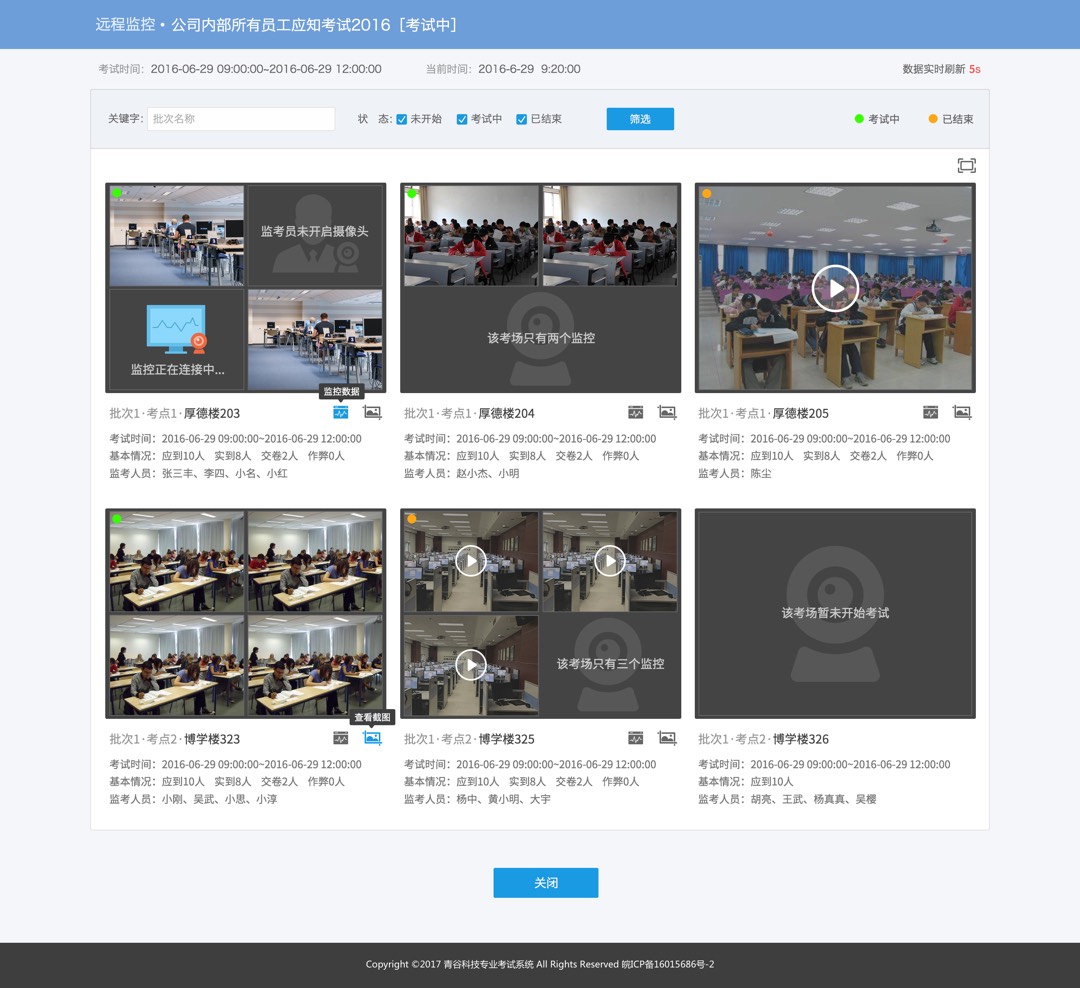 远程监控 • 公司内部所有员工应知考试2016［考试中］
考试时间： 2016-06-29 09:00:00~2016-06-29 12:00:00 当前时间： 2016-6-29 9:20:00 数据实时刷新 5s
关键字： 批次名称 状 态： 未开始 考试中 已结束 筛选 考试中 已结束
监考员未开启摄像头
监控正在连接中...
监控数据
批次1·考点1·厚德楼203
考试时间：2016-06-29 09:00:00~2016-06-29 12:00:00
基本情况：应到10人 实到8人 交卷2人 作弊0人
监考人员：张三丰、李四、小名、小红
该考场只有两个监控
批次1·考点1·厚德楼204
考试时间：2016-06-29 09:00:00~2016-06-29 12:00:00
基本情况：应到10人 实到8人 交卷2人 作弊0人
监考人员：赵小杰、小明
批次1·考点1·厚德楼205
考试时间：2016-06-29 09:00:00~2016-06-29 12:00:00
基本情况：应到10人 实到8人 交卷2人 作弊0人
监考人员：陈尘
查看截图
批次1·考点2·博学楼323
考试时间：2016-06-29 09:00:00~2016-06-29 12:00:00
基本情况：应到10人 实到8人 交卷2人 作弊0人
监考人员：小刚、吴武、小思、小淳
该考场只有三个监控
批次1·考点2·博学楼325
考试时间：2016-06-29 09:00:00~2016-06-29 12:00:00
基本情况：应到10人 实到8人 交卷2人 作弊0人
监考人员：杨中、黄小明、大宇
该考场暂未开始考试
批次1·考点2·博学楼326
考试时间：2016-06-29 09:00:00~2016-06-29 12:00:00
基本情况：应到10人
监考人员：胡亮、王武、杨真真、吴樱
关闭
Copyright ©2017 青谷科技专业考试系统 All Rights Reserved 皖ICP备16015686号-2